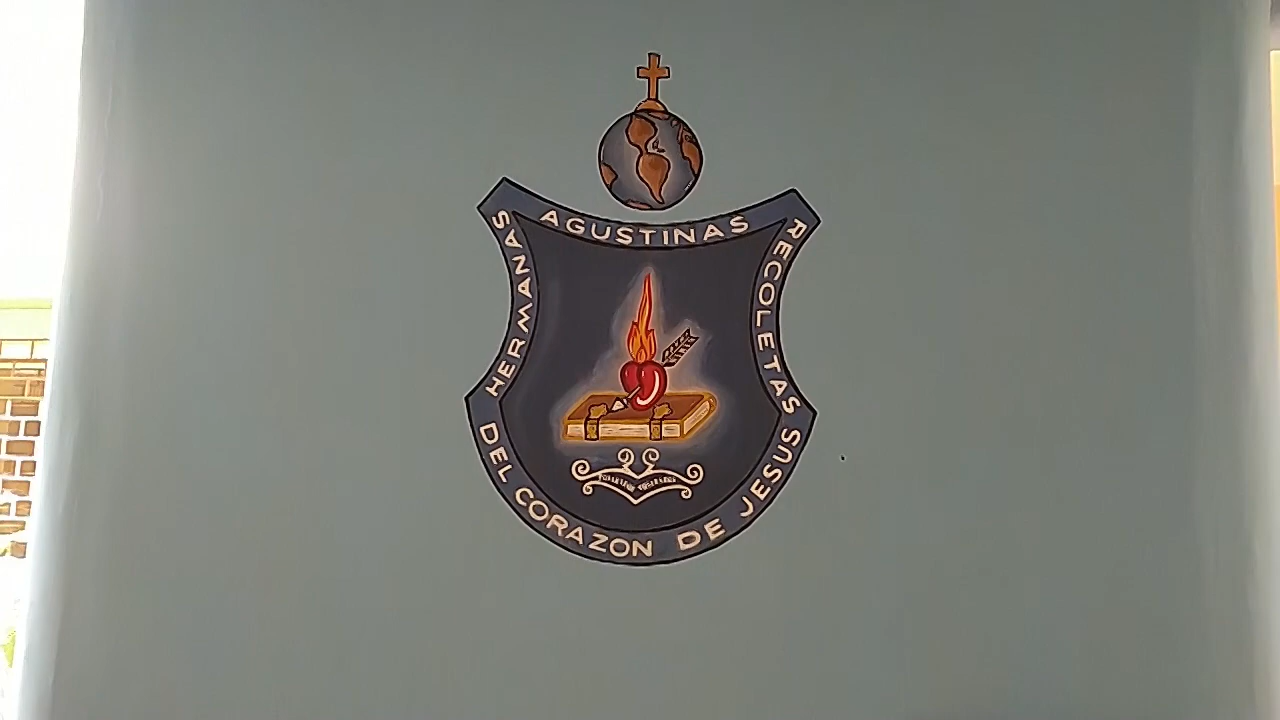 HERMANAS
AGUSTINAS
RECOLETAS
DEL CORAZON DE JESUS